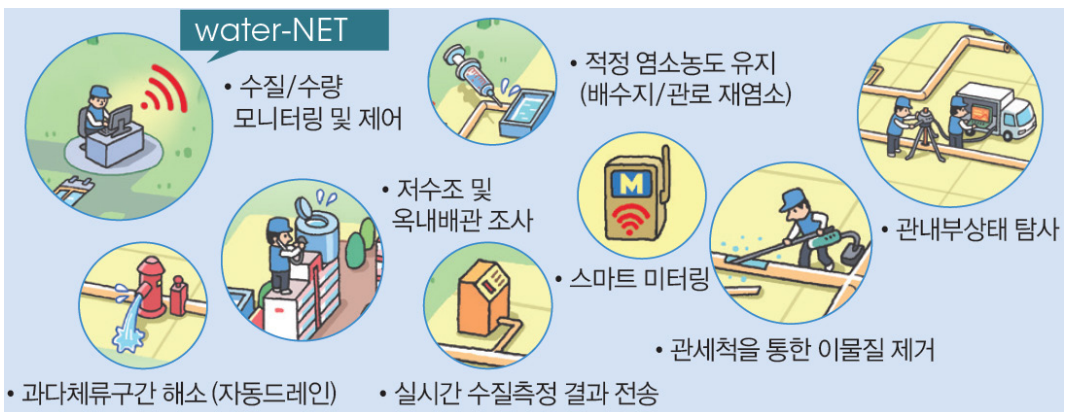 water-NET
• 수질/수량
모니터링 및 제어
• 적정 염소농도 유지
(배수지/관로 재염소)
• 저수조 및
옥내배관 조사
M
• 스마트 미터링
• 관내부상태 탐사
• 관세척을 통한 이물질 제거
• 과다체류구간 해소 (자동드레인)
• 실시간 수질측정 결과 전송